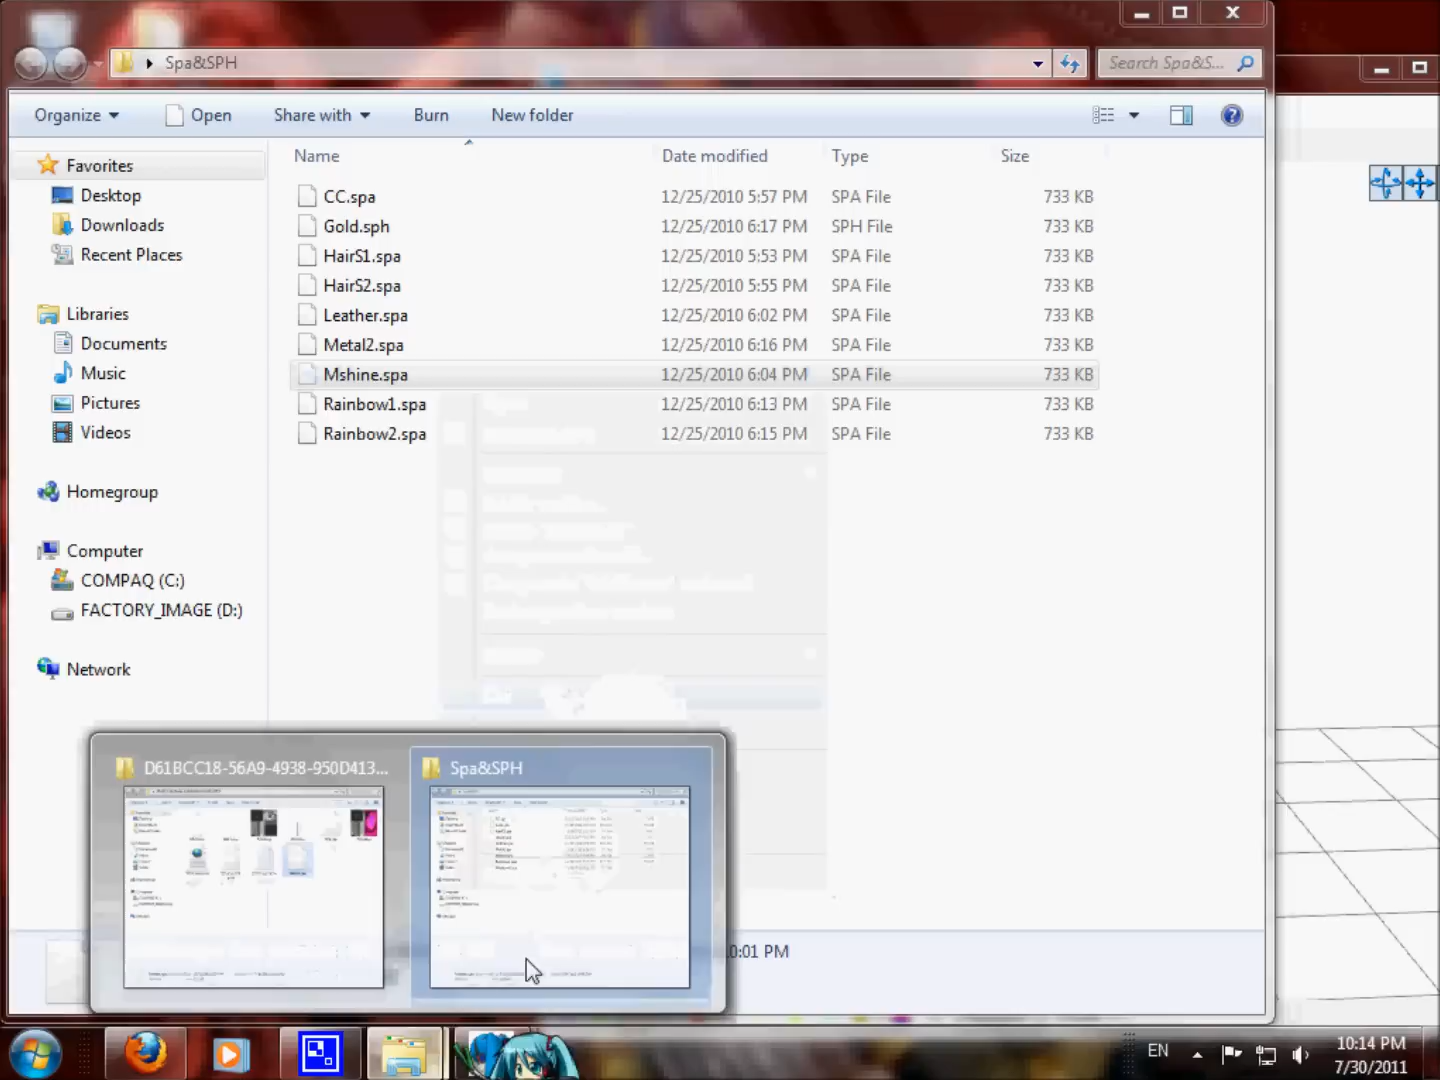 Spa&SPH
Search Spa&S...
Organize
Open
Share with
Burn
New folder
Name
Date modified
Type
Size
Favorites
Desktop
Downloads
Recent Places
Libraries
Documents
Music
Pictures
Videos
Homegroup
Computer
COMPAQ (C:)
FACTORY_IMAGE (D:)
Network
CC.spa 12/25/2010 5:57 PM SPA File 733 KB
Gold.sph 12/25/2010 6:17 PM SPH File 733 KB
HairS1.spa 12/25/2010 5:53 PM SPA File 733 KB
HairS2.spa 12/25/2010 5:55 PM SPA File 733 KB
Leather.spa 12/25/2010 6:02 PM SPA File 733 KB
Metal2.spa 12/25/2010 6:16 PM SPA File 733 KB
Mshine.spa 12/25/2010 6:04 PM SPA File 733 KB
Rainbow1.spa 12/25/2010 6:13 PM SPA File 733 KB
Rainbow2.spa 12/25/2010 6:15 PM SPA File 733 KB
D61BCC18-56A9-4938-950D413...
Spa&SPH
0:01 PM
EN
10:14 PM
7/30/2011